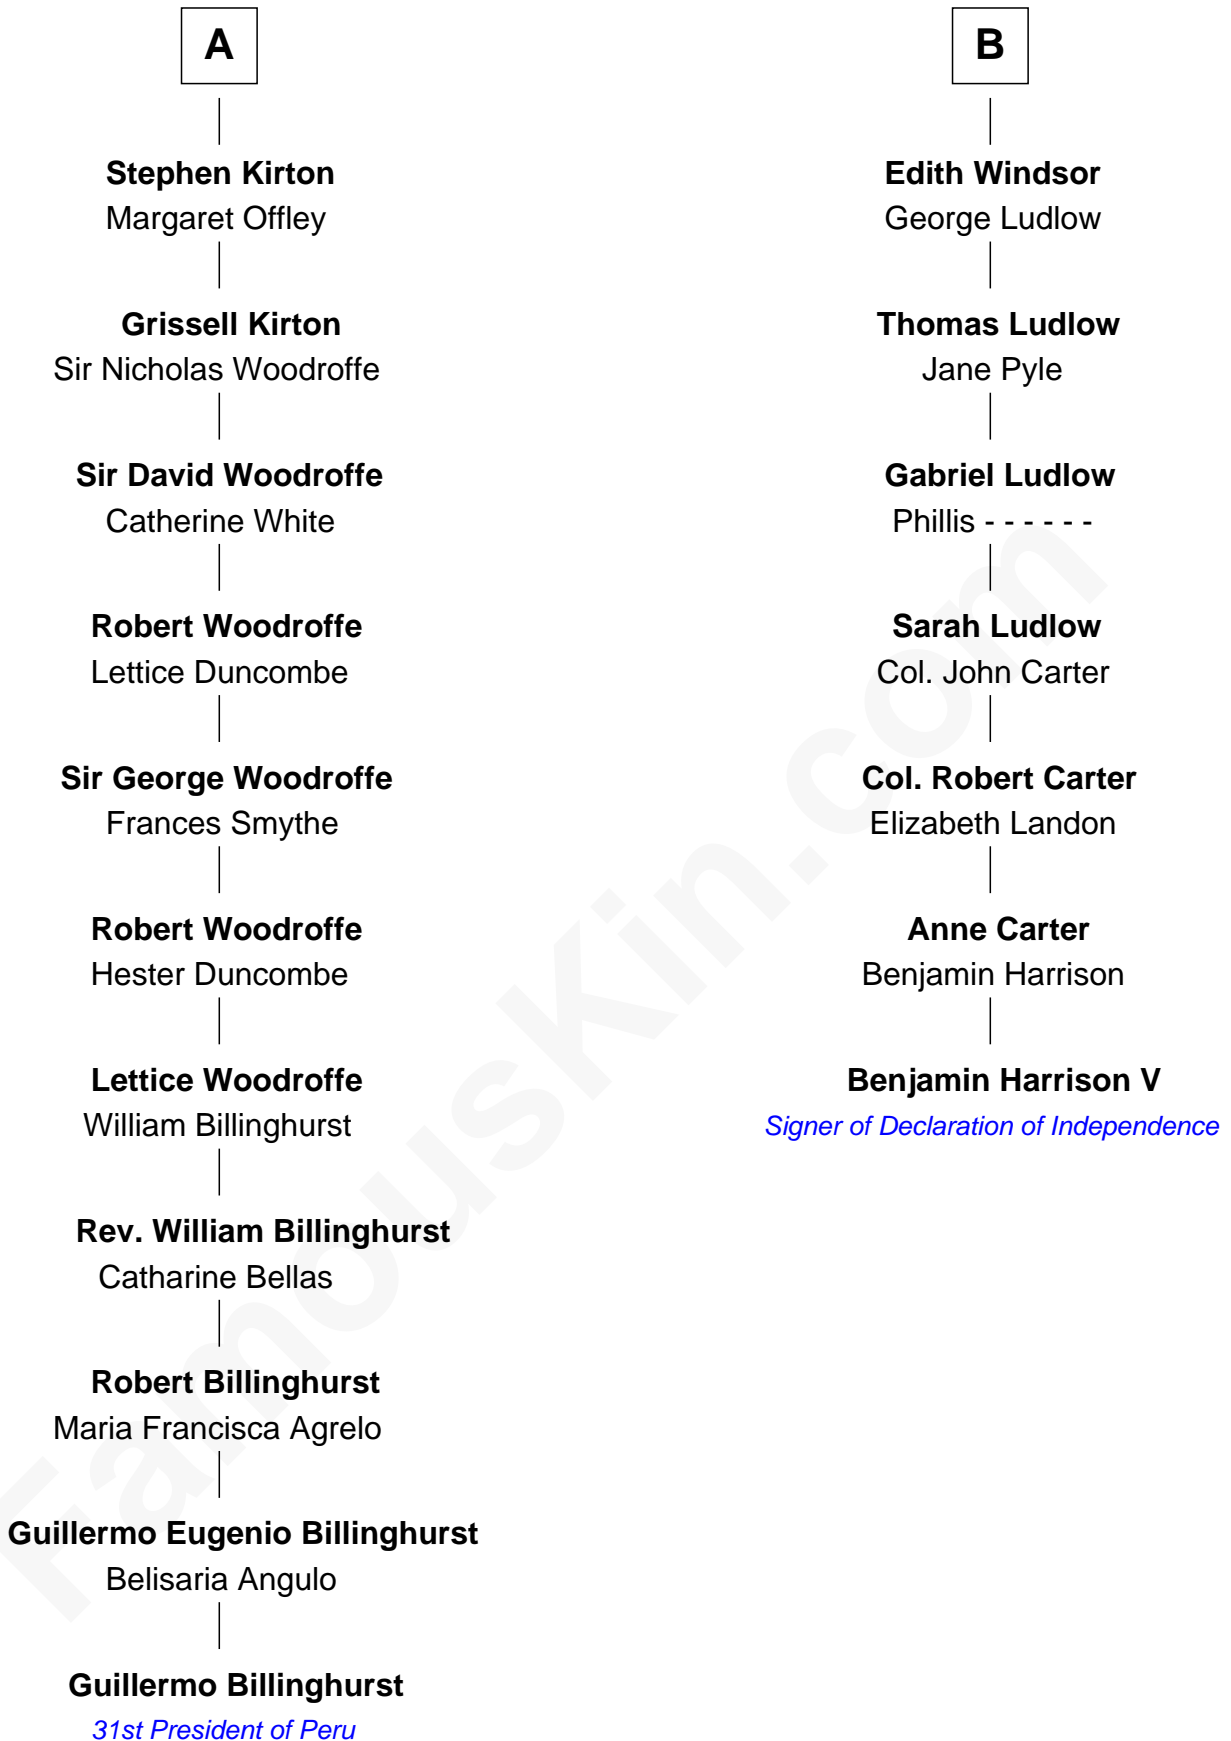 A
Stephen Kirton
Margaret Offley
Grissell Kirton
Sir Nicholas Woodroffe
Sir David Woodroffe
Catherine White
Robert Woodroffe
Lettice Duncombe
Sir George Woodroffe
Frances Smythe
Robert Woodroffe
Hester Duncombe
Lettice Woodroffe
William Billinghurst
Rev. William Billinghurst
Catharine Bellas
Robert Billinghurst
Maria Francisca Agrelo
Guillermo Eugenio Billinghurst
Belisaria Angulo
Guillermo Billinghurst
31st President of Peru
B
Edith Windsor
George Ludlow
Thomas Ludlow
Jane Pyle
Gabriel Ludlow
Phillis - - - - - -
Sarah Ludlow
Col. John Carter
Col. Robert Carter
Elizabeth Landon
Anne Carter
Benjamin Harrison
Benjamin Harrison V
Signer of Declaration of Independence
FamousKin.com